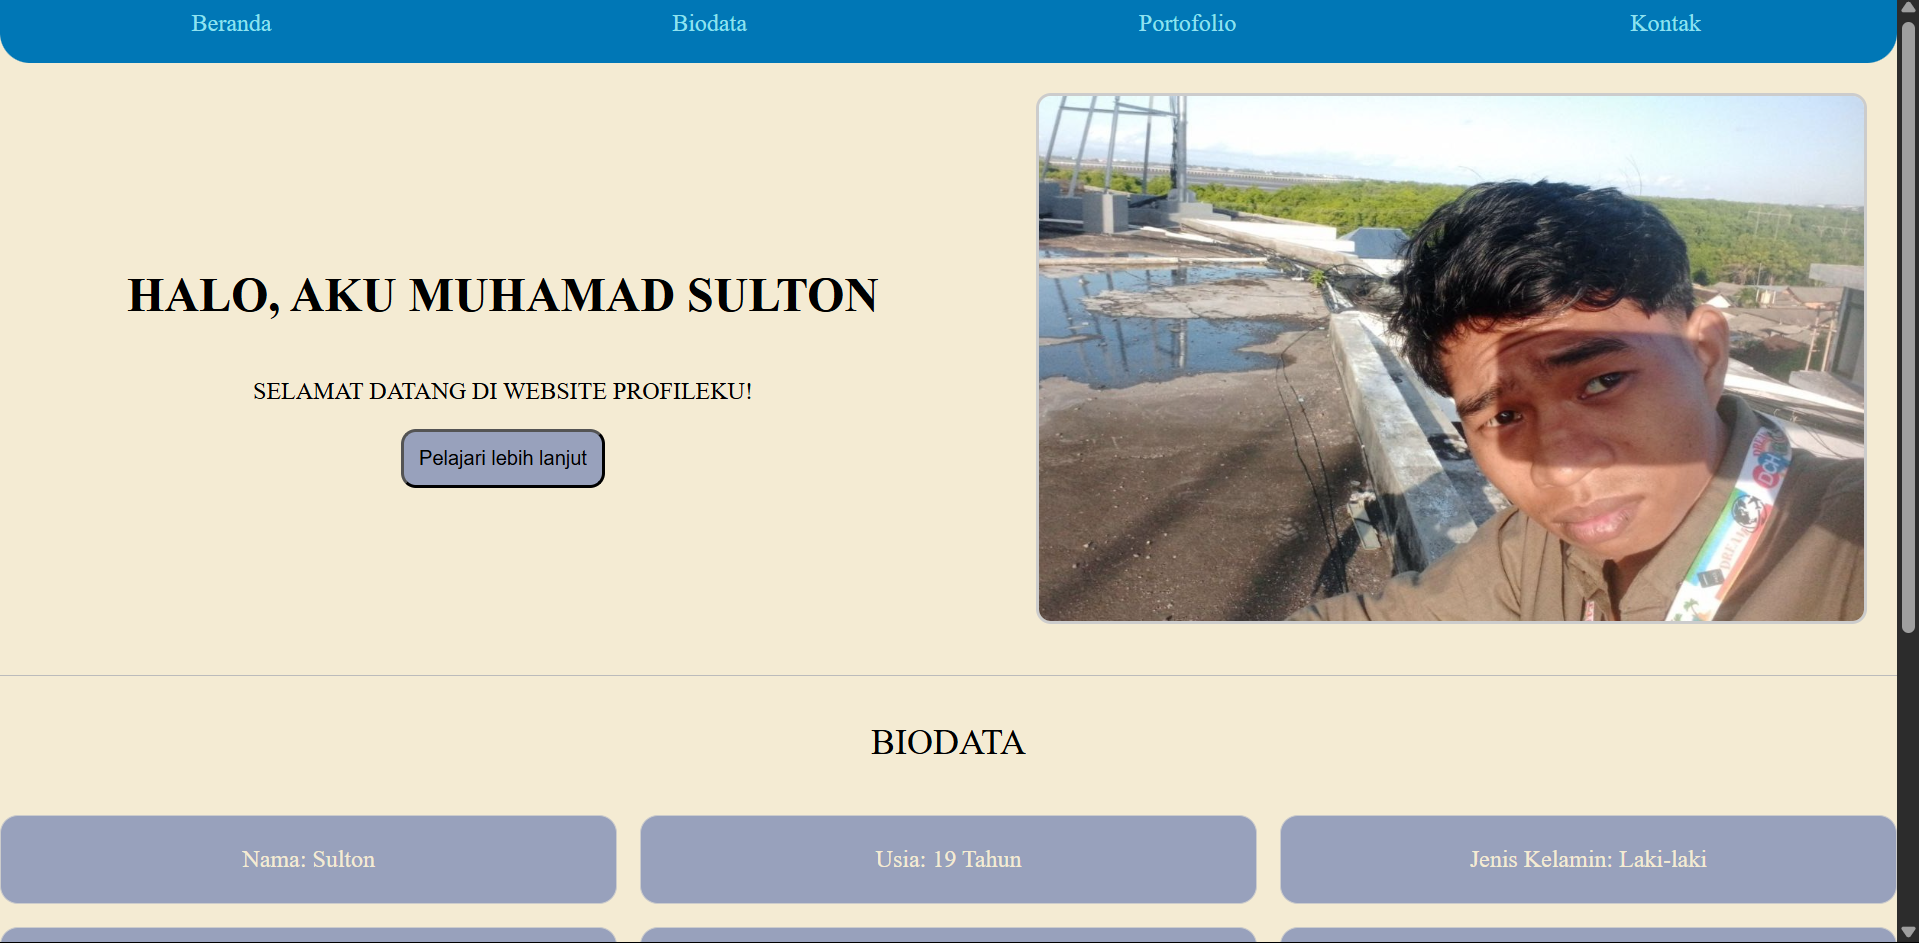 Beranda Biodata Portofolio Kontak
HALO, AKU MUHAMAD SULTON
SELAMAT DATANG DI WEBSITE PROFILEKU!
Pelajari lebih lanjut
DCH
BIODATA
Nama: Sulton Usia: 19 Tahun Jenis Kelamin: Laki-laki